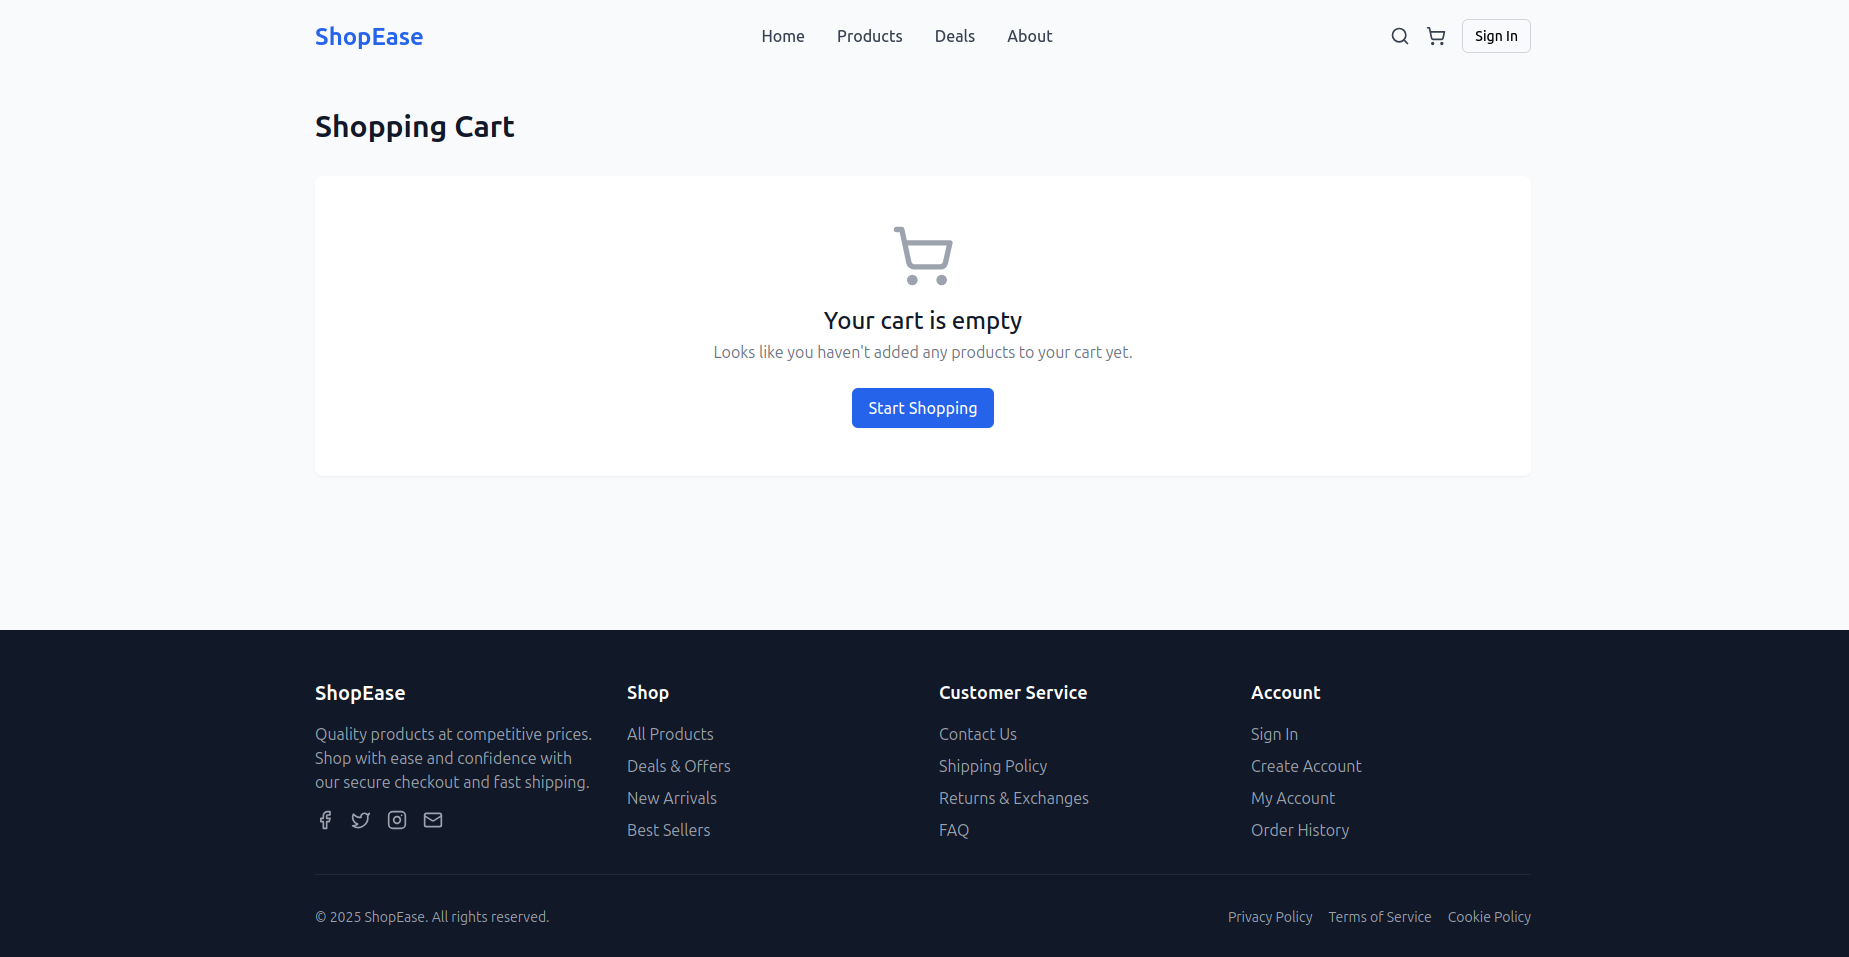 ShopEase
Home Products Deals About
Sign In
Shopping Cart
Your cart is empty
Looks like you haven't added any products to your cart yet.
Start Shopping
ShopEase
Quality products at competitive prices.
Shop with ease and confidence with
our secure checkout and fast shipping.
Shop
All Products
Deals & Offers
New Arrivals
Best Sellers
Customer Service
Contact Us
Shipping Policy
Returns & Exchanges
FAQ
Account
Sign In
Create Account
My Account
Order History
© 2025 ShopEase. All rights reserved.
Privacy Policy Terms of Service Cookie Policy